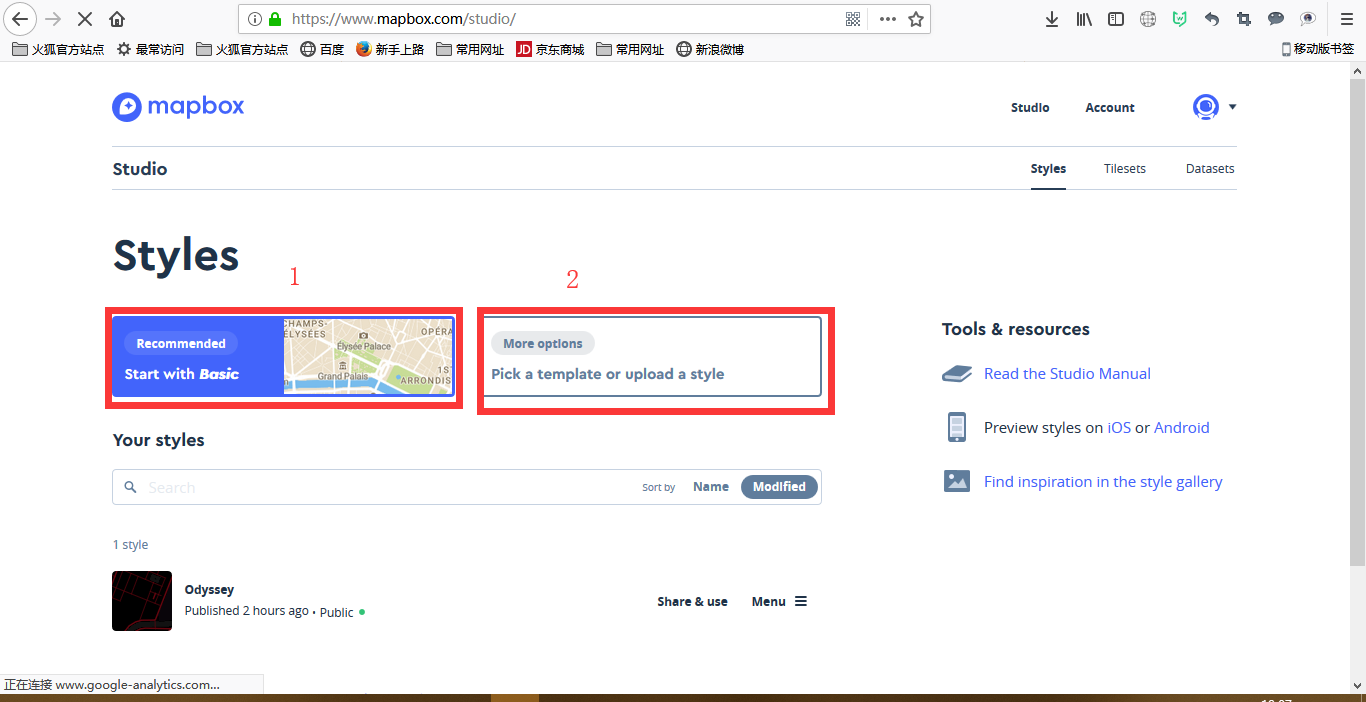 https://www.mapbox.com/studio/
火狐官方站点 最常访问 火狐官方站点 百度 新手上路 常用网址 JD 京东商城 常用网址 新浪微博 移动版书签
mapbox
Studio Account
Studio
Styles Tilesets Datasets
Styles
1 2
Recommended
Start with Basic
CHAMPS-
ÉLYSÉES
OPÉRA
Élysée Palace
Grand Palais
1S
ARRONDIS
More options
Pick a template or upload a style
Tools & resources
Read the Studio Manual
Preview styles on iOS or Android
Find inspiration in the style gallery
Your styles
Search Sort by Name Modified
1 style
Odyssey
Published 2 hours ago • Public
Share & use Menu
正在连接 www.google-analytics.com...